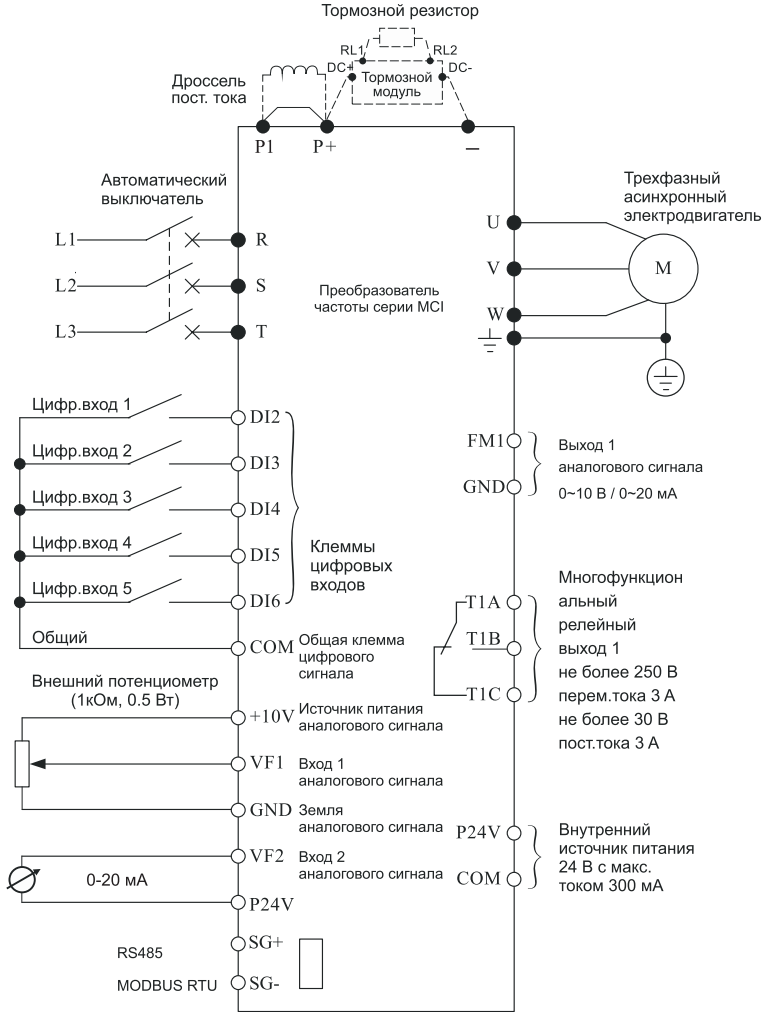 Тормозной резистор
RL1
RL2
DC+
DC-
Тормозной
модуль
Дроссель
пост. тока
P1
P+
−
Автоматический
выключатель
L1
R
L2
S
L3
T
Преобразователь
частоты серии MCI
Трехфазный
асинхронный
электродвигатель
U
V
W
M
Цифр.вход 1
DI2
Цифр.вход 2
DI3
Цифр.вход 3
DI4
Цифр.вход 4
DI5
Цифр.вход 5
DI6
Клеммы
цифровых
входов
Общий
COM
Общая клемма
цифрового
сигнала
Внешний потенциометр
(1кОм, 0.5 Вт)
+10V
Источник питания
аналогового сигнала
VF1
Вход 1
аналогового сигнала
GND
Земля
аналогового сигнала
VF2
Вход 2
аналогового сигнала
0-20 мА
P24V
RS485
SG+
MODBUS RTU
SG-
FM1
GND
Выход 1
аналогового сигнала
0~10 В / 0~20 мА
T1A
T1B
T1C
Многофункцион
альный
релейный
выход 1
не более 250 В
перем.тока 3 А
не более 30 В
пост.тока 3 А
P24V
COM
Внутренний
источник питания
24 В с макс.
током 300 мА